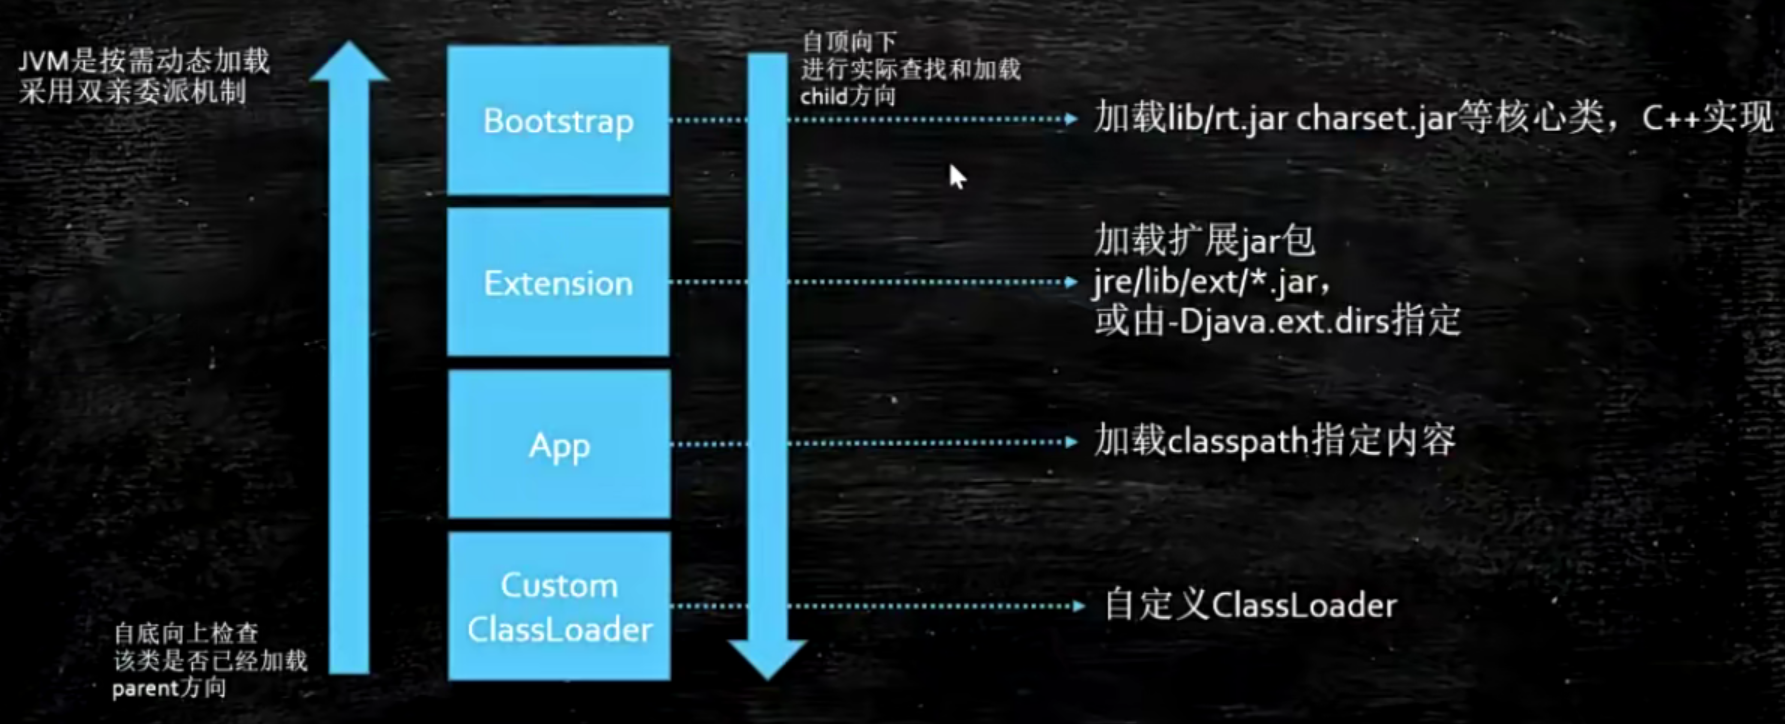 JVM是按需动态加载
采用双亲委派机制
自顶向下
进行实际查找和加载
child方向
Bootstrap
加载lib/rt.jar charset.jar等核心类，C++实现
Extension
加载扩展jar包
jre/lib/ext/*.jar，
或由-Djava.ext.dirs指定
App
加载classpath指定内容
Custom
ClassLoader
自定义ClassLoader
自底向上检查
该类是否已经加载
parent方向